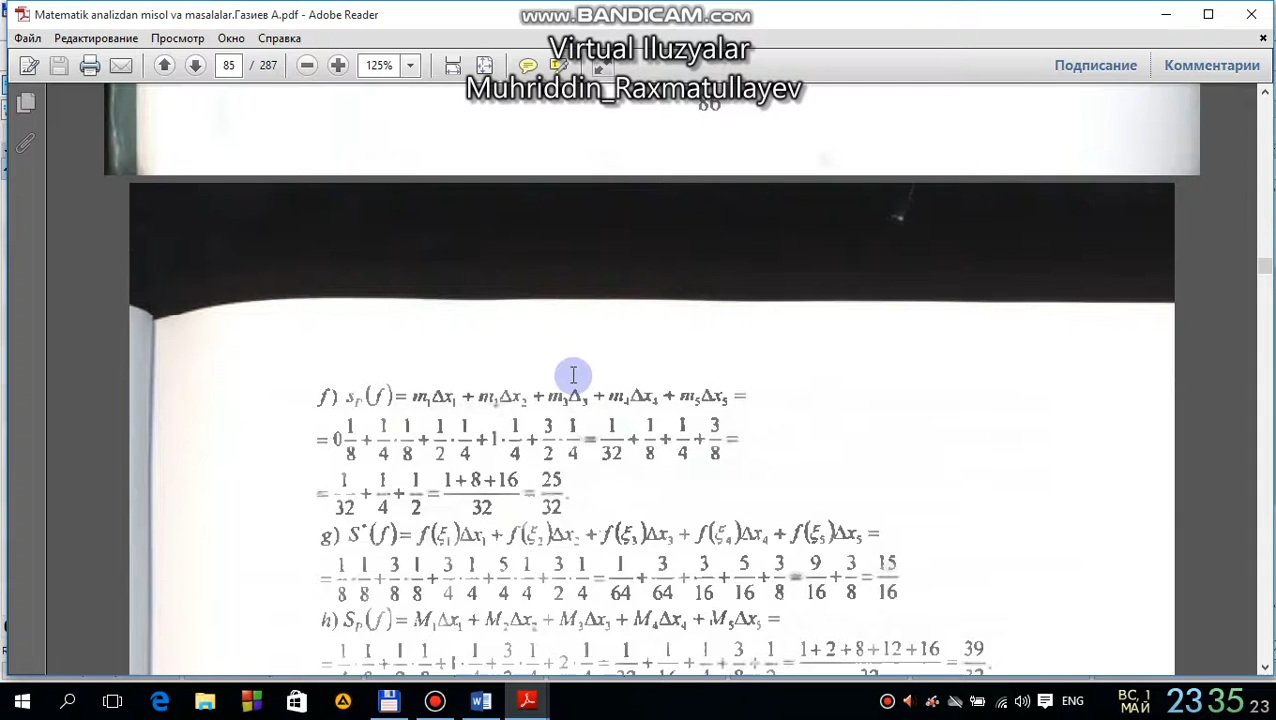 Matematik analizdan misol va masalalar.Газиев А.pdf - Adobe Reader
www.BANDICAM.com
Файл Редактирование Просмотр Окно Справка
Virtual Iluzyalar
85 / 287 125% Подписание Комментарии
Muhriddin_Raxmatullayev
86
f) s_P(f)= m₁Δx₁ + m₂Δx₂ + m₃Δ₃ + m₄Δx₄ + m₅Δx₅ =
= 0 1/8 + 1/4 · 1/8 + 1/2 · 1/4 + 1 · 1/4 + 3/2 · 1/4 = 1/32 + 1/8 + 1/4 + 3/8 =
= 1/32 + 1/4 + 1/2 = (1+8+16)/32 = 25/32.
g) S*(f)= f(ξ₁)Δx₁ + f(ξ₂)Δx₂ + f(ξ₃)Δx₃ + f(ξ₄)Δx₄ + f(ξ₅)Δx₅ =
= 1/8 · 1/8 + 3/8 · 1/8 + 3/4 · 1/4 + 5/4 · 1/4 + 3/2 · 1/4 = 1/64 + 3/64 + 3/16 + 5/16 + 3/8 = 9/16 + 3/8 = 15/16
h) S_P(f)= M₁Δx₁ + M₂Δx₂ + M₃Δx₃ + M₄Δx₄ + M₅Δx₅ =
ENG
ВС, 1
МАЙ
23 35 23